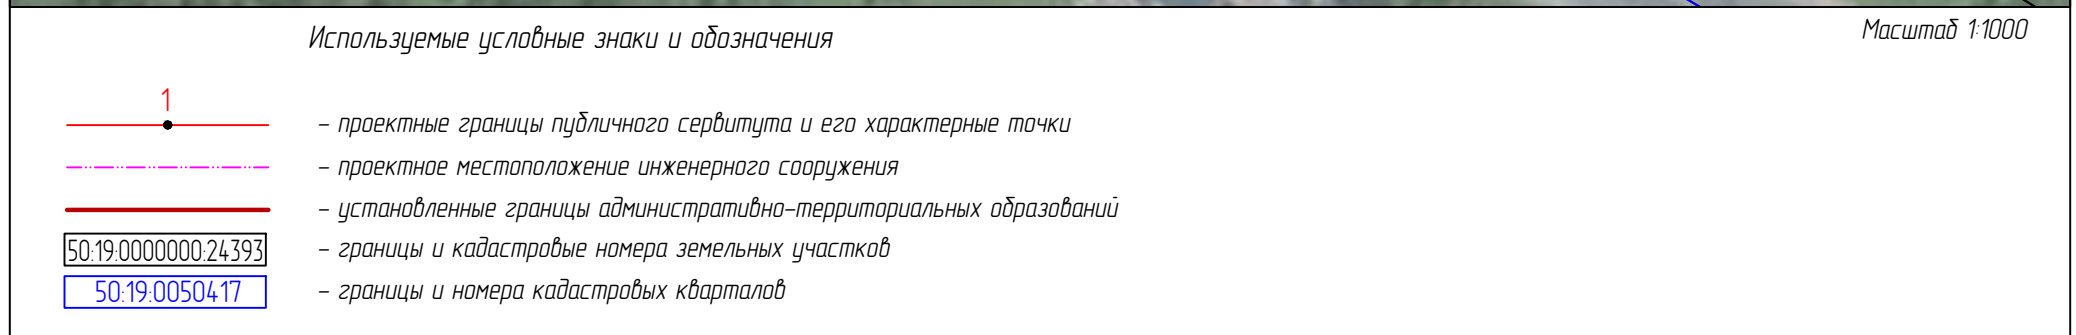 Используемые условные знаки и обозначения
Масштаб 1:1000
1
– проектные границы публичного сервитута и его характерные точки
– проектное местоположение инженерного сооружения
– установленные границы административно-территориальных образований
50:19:0000000:24393 – границы и кадастровые номера земельных участков
50:19:0050417 – границы и номера кадастровых кварталов